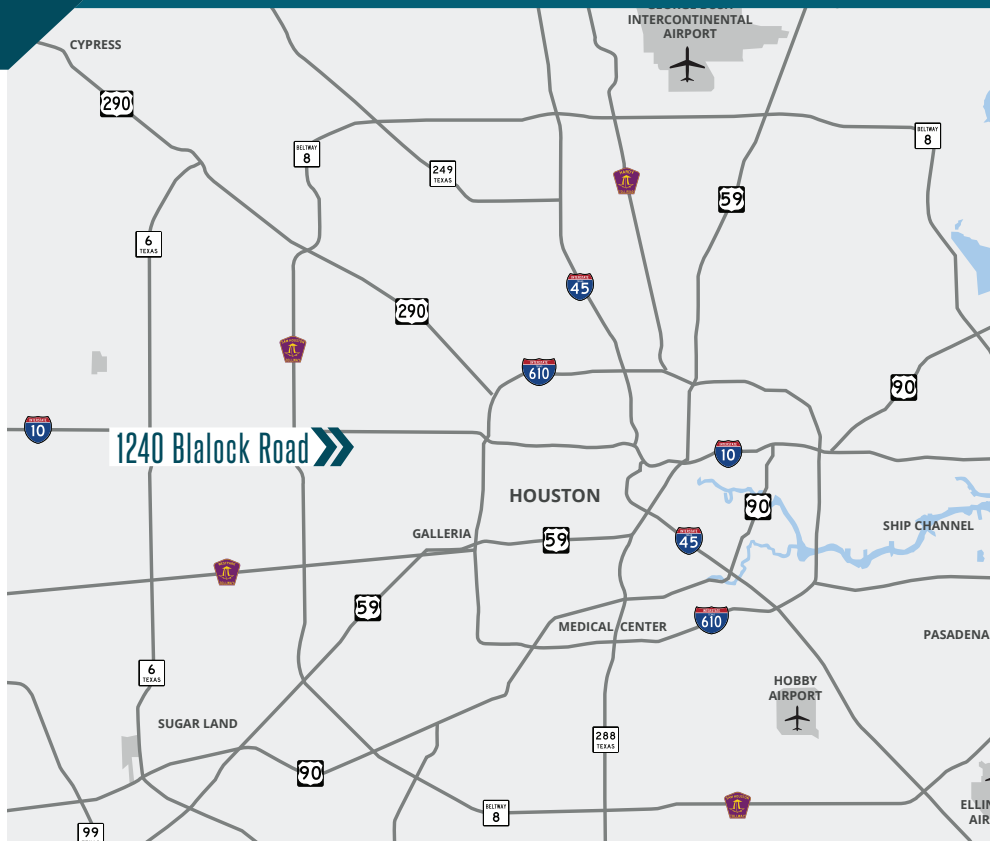 INTERCONTINENTAL
AIRPORT
CYPRESS
290
BELTWAY
8
BELTWAY
8
249
TEXAS
59
6
TEXAS
45
290
610
90
10
1240 Blalock Road
10
HOUSTON
90
SHIP CHANNEL
GALLERIA
59
45
59
610
MEDICAL CENTER
PASADENA
6
TEXAS
HOBBY
AIRPORT
SUGAR LAND
288
TEXAS
90
BELTWAY
8
99